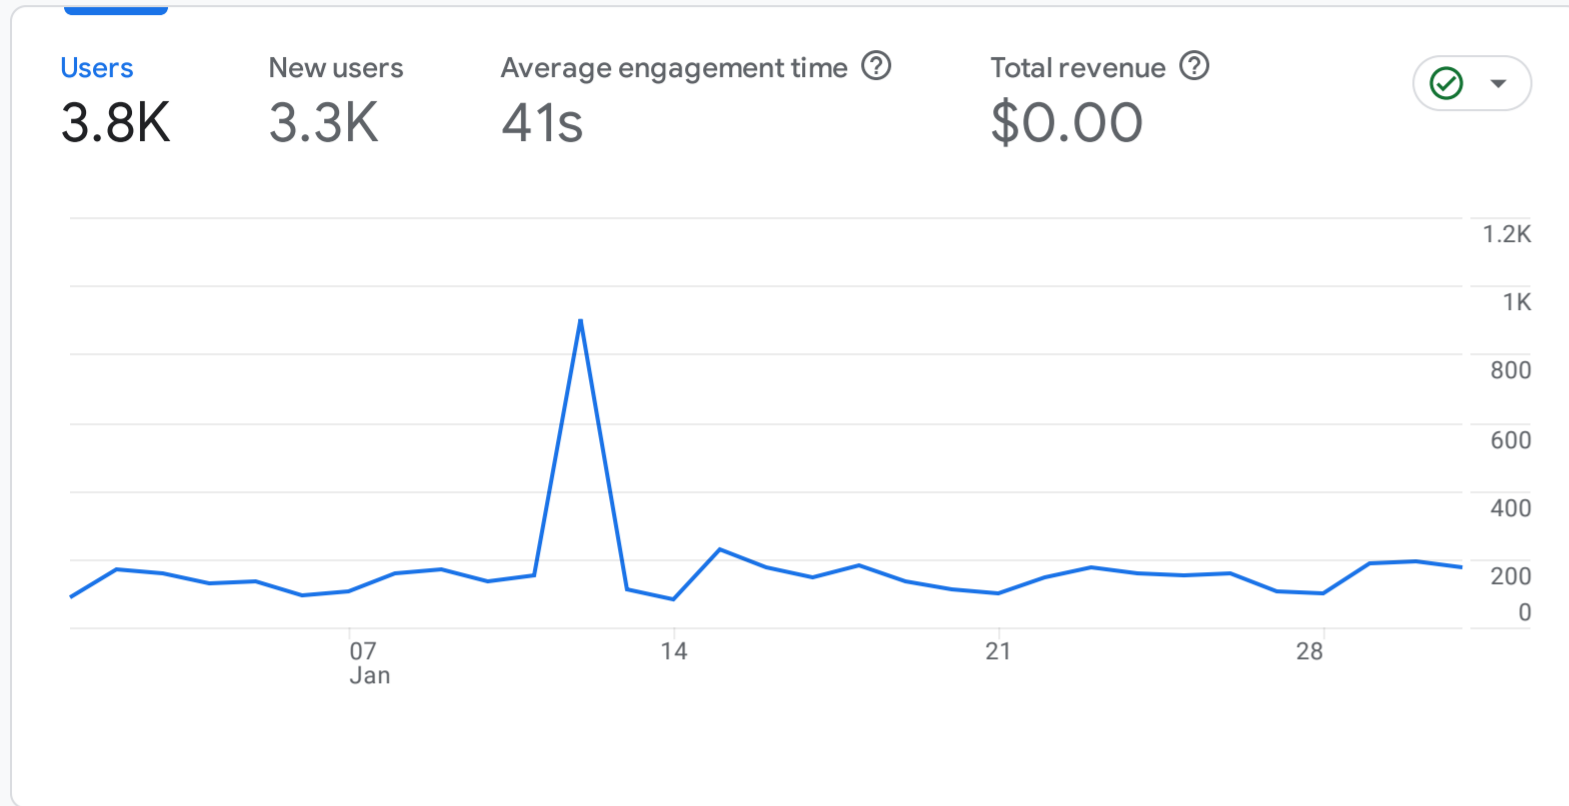 Users
3.8K
New users
3.3K
Average engagement time
41s
Total revenue
$0.00
1.2K
1K
800
600
400
200
0
07
Jan
14
21
28